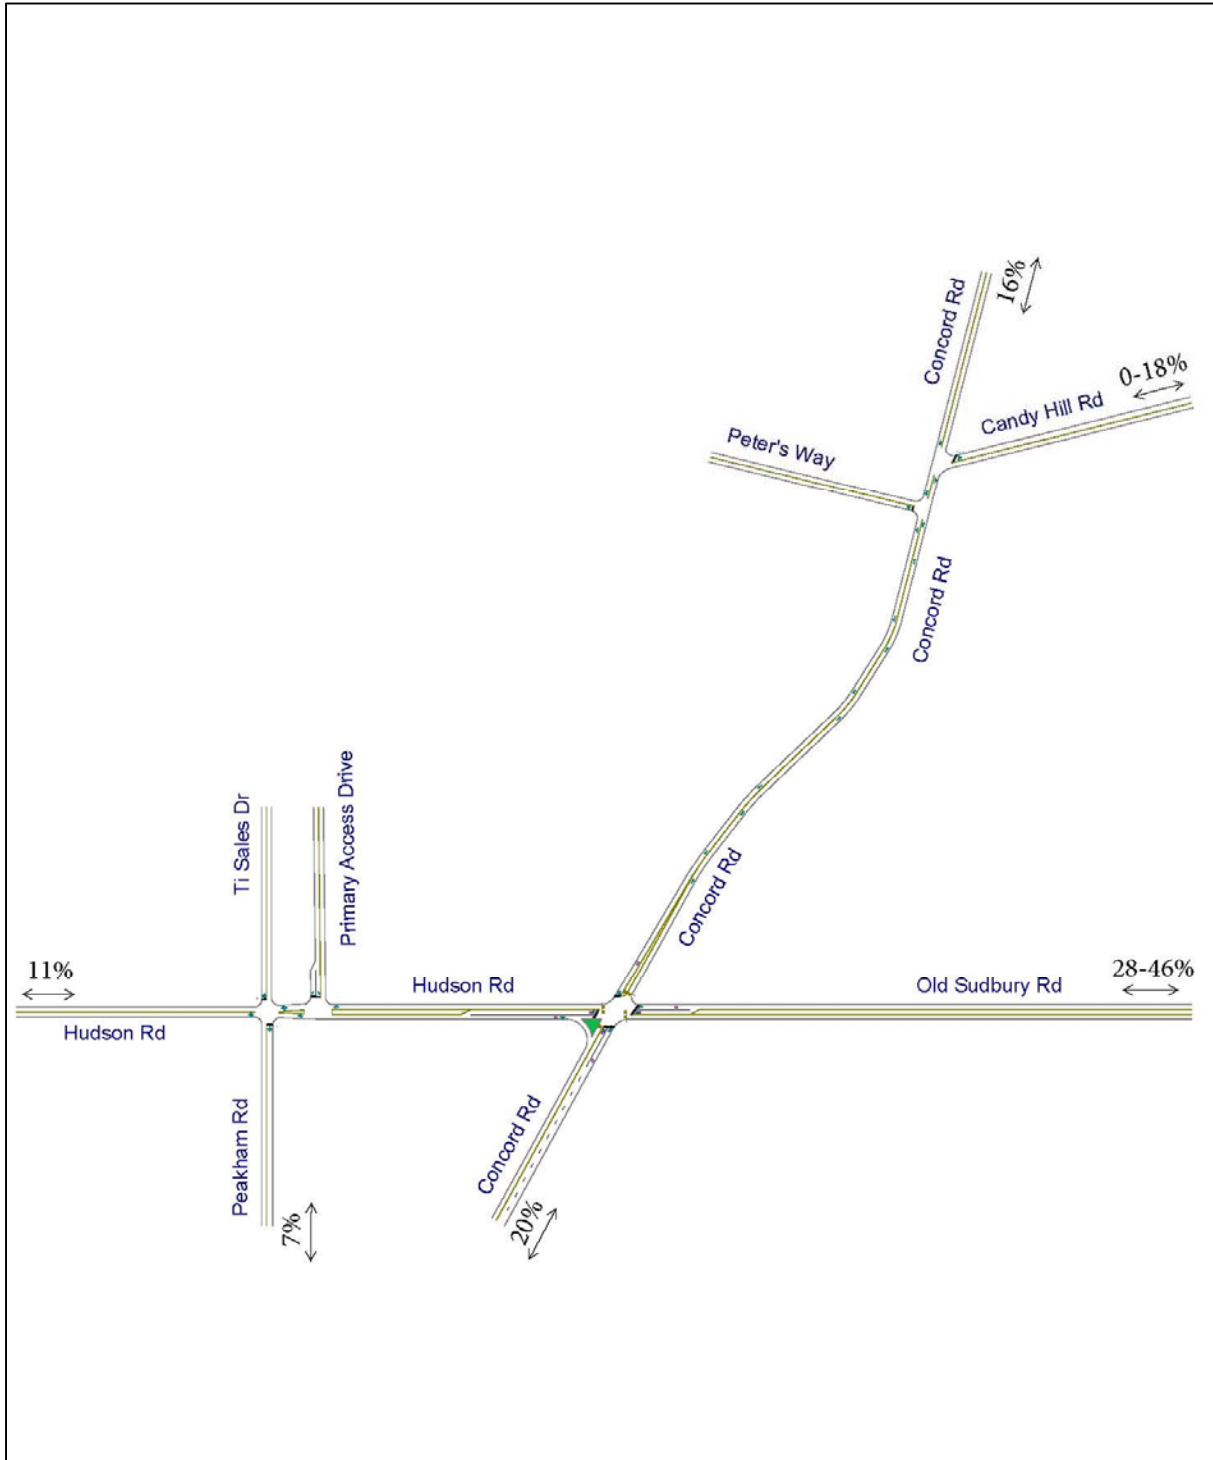 16%
Concord Rd
0-18%
Candy Hill Rd
Peter's Way
Concord Rd
Ti Sales Dr
Primary Access Drive
Concord Rd
11%
Hudson Rd
28-46%
Old Sudbury Rd
Hudson Rd
Peakham Rd
Concord Rd
7%
20%